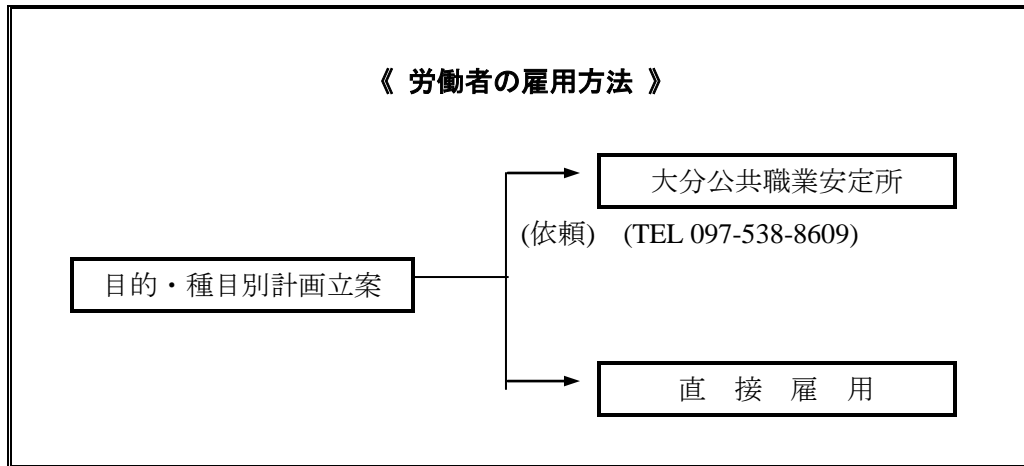 《 労働者の雇用方法 》
大分公共職業安定所
(依頼) (TEL 097-538-8609)
目的・種目別計画立案
直 接 雇 用